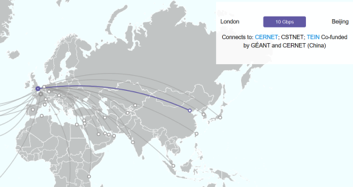 London 10 Gbps Beijing
Connects to: CERNET; CSTNET; TEIN Co-funded
by GÉANT and CERNET (China)